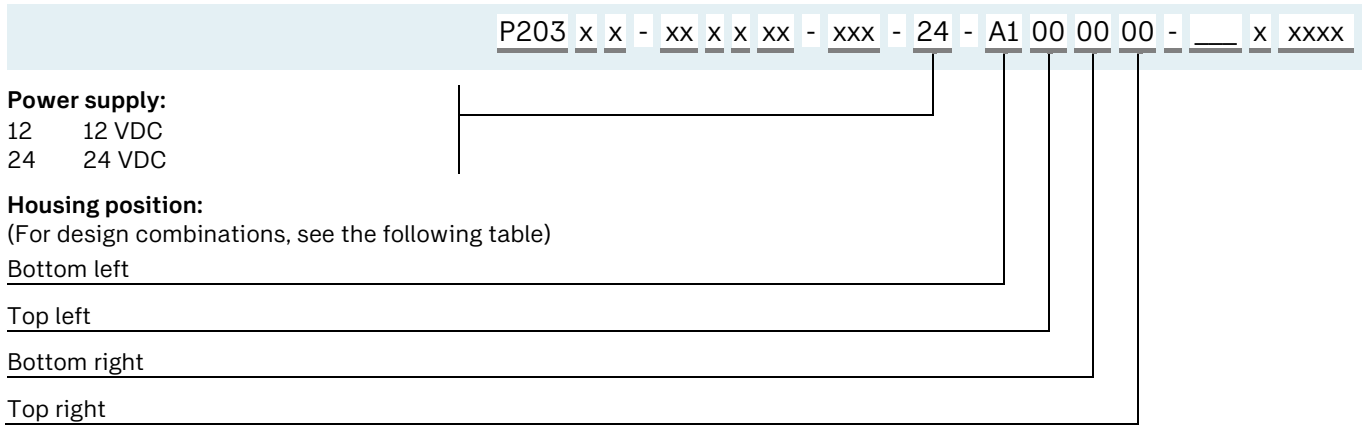 P203 x x - xx x x xx - xxx - 24 - A1 00 00 00 - ___ x xxxx
Power supply:
12 12 VDC
24 24 VDC
Housing position:
(For design combinations, see the following table)
Bottom left
Top left
Bottom right
Top right